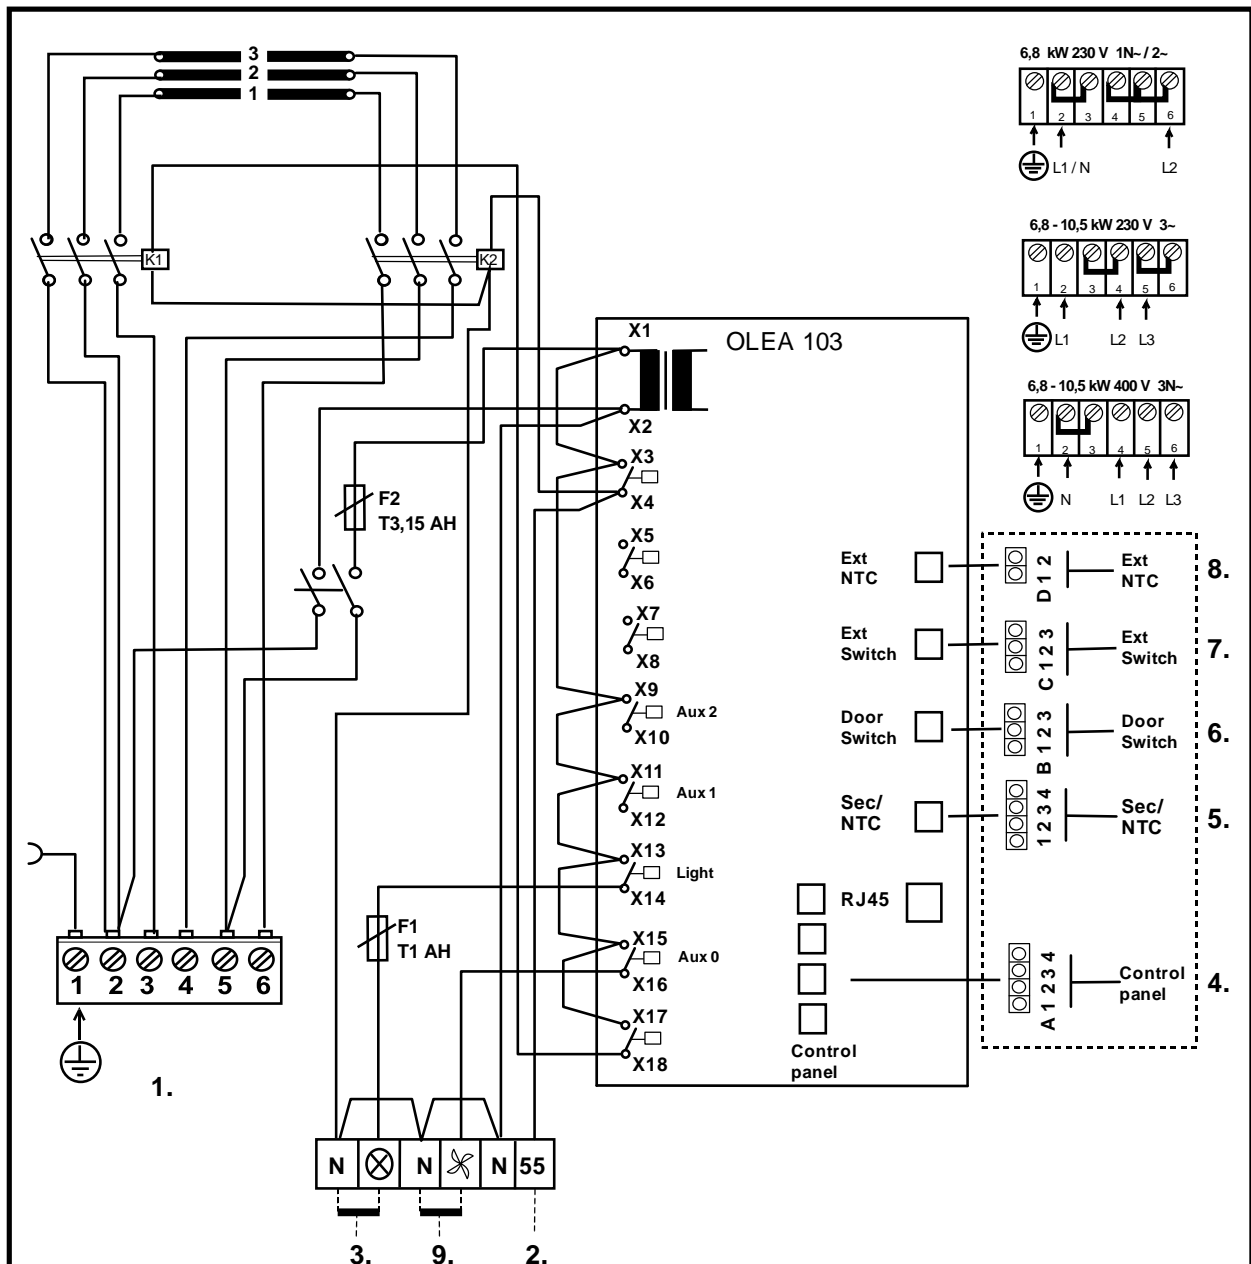 3
2
1
K1
K2
6,8 kW 230 V 1N~ / 2~
1 2 3 4 5 6
L1 / N L2
6,8 - 10,5 kW 230 V 3~
1 2 3 4 5 6
L1 L2 L3
6,8 - 10,5 kW 400 V 3N~
1 2 3 4 5 6
N L1 L2 L3
OLEA 103
X1
X2
X3
X4
X5
X6
X7
X8
X9
Aux 2
X10
X11
Aux 1
X12
X13
Light
X14
X15
Aux 0
X16
X17
X18
F2
T3,15 AH
F1
T1 AH
Ext
NTC
D 1 2
Ext
NTC
8.
Ext
Switch
C 1 2 3
Ext
Switch
7.
Door
Switch
B 1 2 3
Door
Switch
6.
Sec/
NTC
1 2 3 4
Sec/
NTC
5.
RJ45
A 1 2 3 4
Control
panel
4.
Control
panel
1 2 3 4 5 6
1.
N N N 55
3. 9. 2.